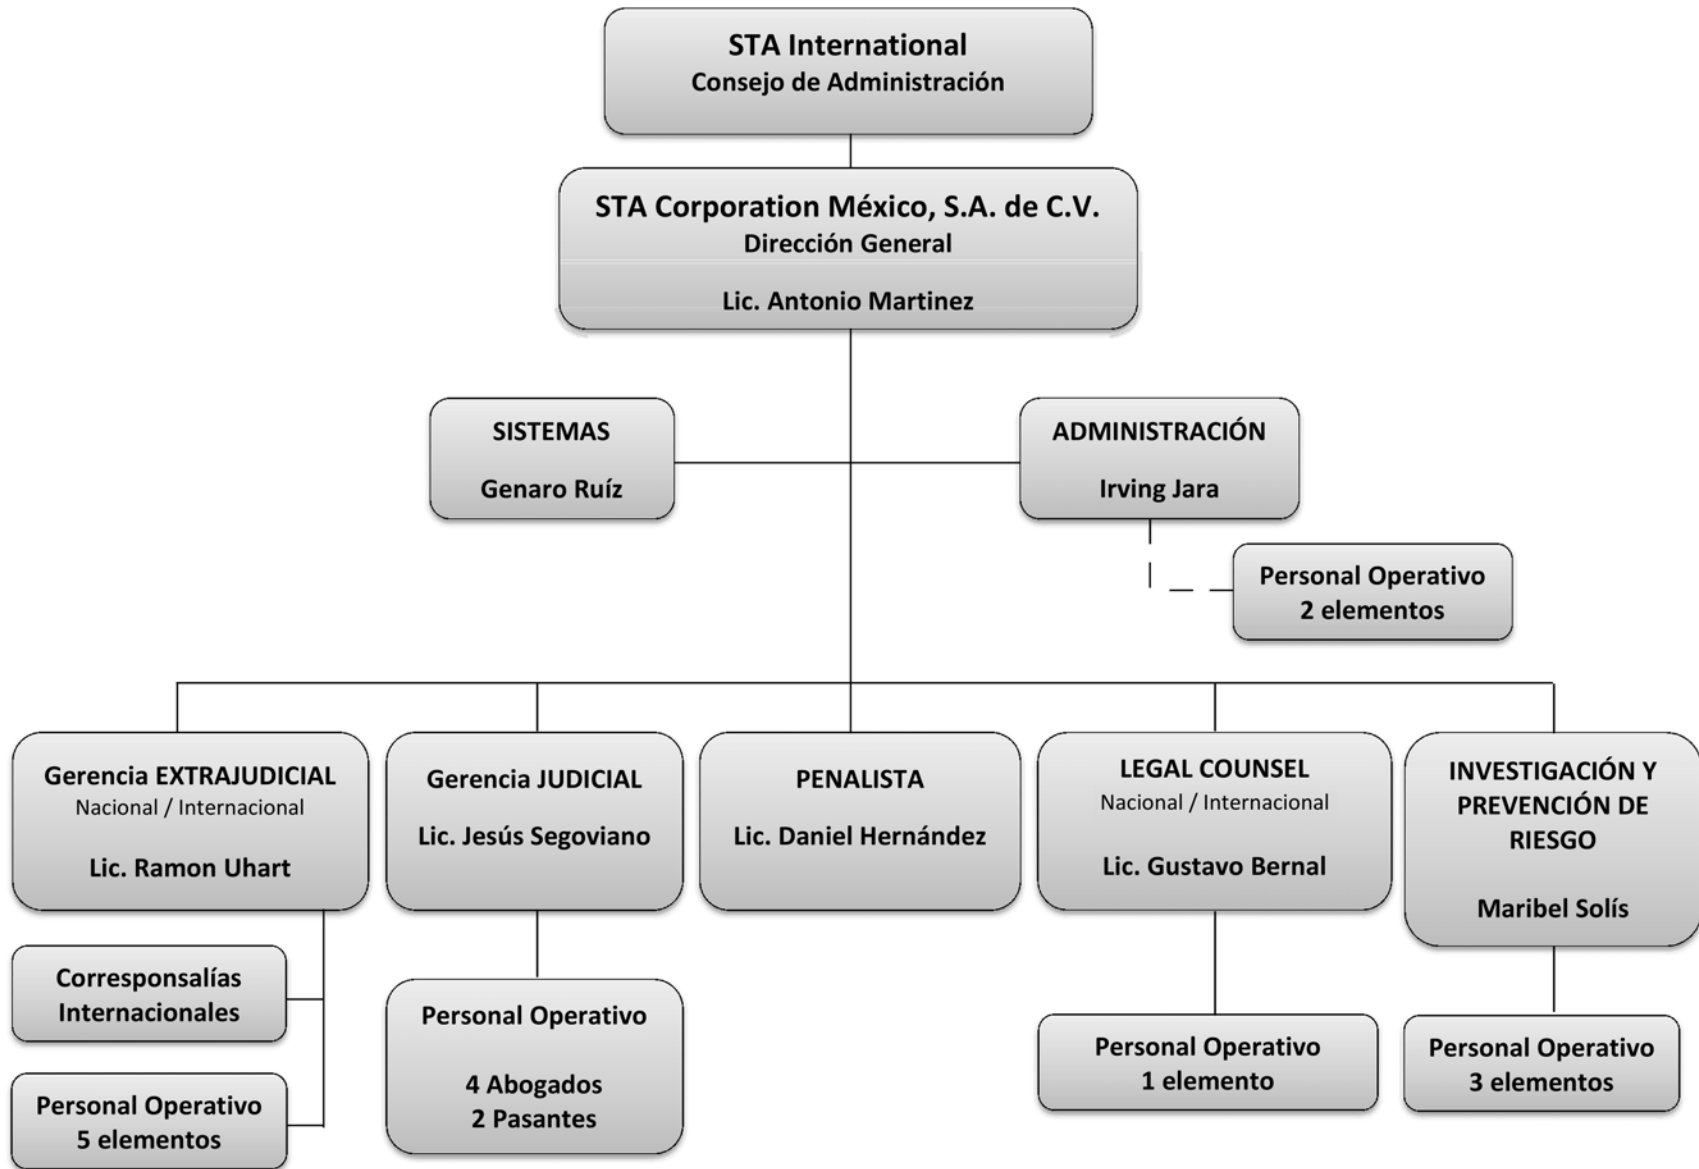 STA International
Consejo de Administración
STA Corporation México, S.A. de C.V.
Dirección General
Lic. Antonio Martinez
SISTEMAS
Genaro Ruíz
ADMINISTRACIÓN
Irving Jara
Personal Operativo
2 elementos
Gerencia EXTRAJUDICIAL
Nacional / Internacional
Lic. Ramon Uhart
Gerencia JUDICIAL
Lic. Jesús Segoviano
PENALISTA
Lic. Daniel Hernández
LEGAL COUNSEL
Nacional / Internacional
Lic. Gustavo Bernal
INVESTIGACIÓN Y
PREVENCIÓN DE
RIESGO
Maribel Solís
Corresponsalías
Internacionales
Personal Operativo
5 elementos
Personal Operativo
4 Abogados
2 Pasantes
Personal Operativo
1 elemento
Personal Operativo
3 elementos